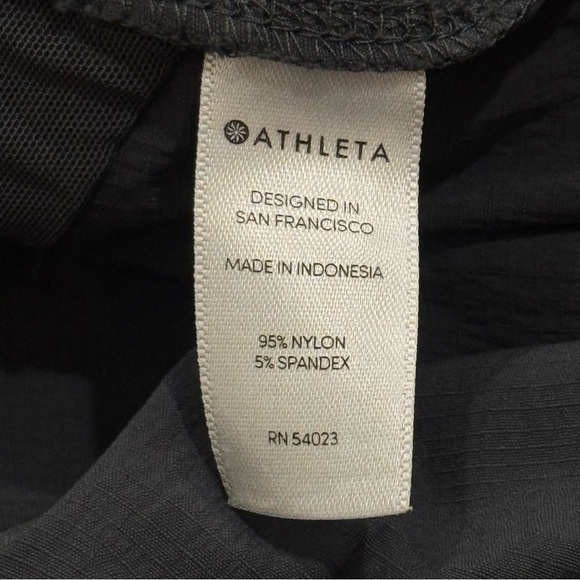 ATHLETA
DESIGNED IN
SAN FRANCISCO
MADE IN INDONESIA
95% NYLON
5% SPANDEX
RN 54023